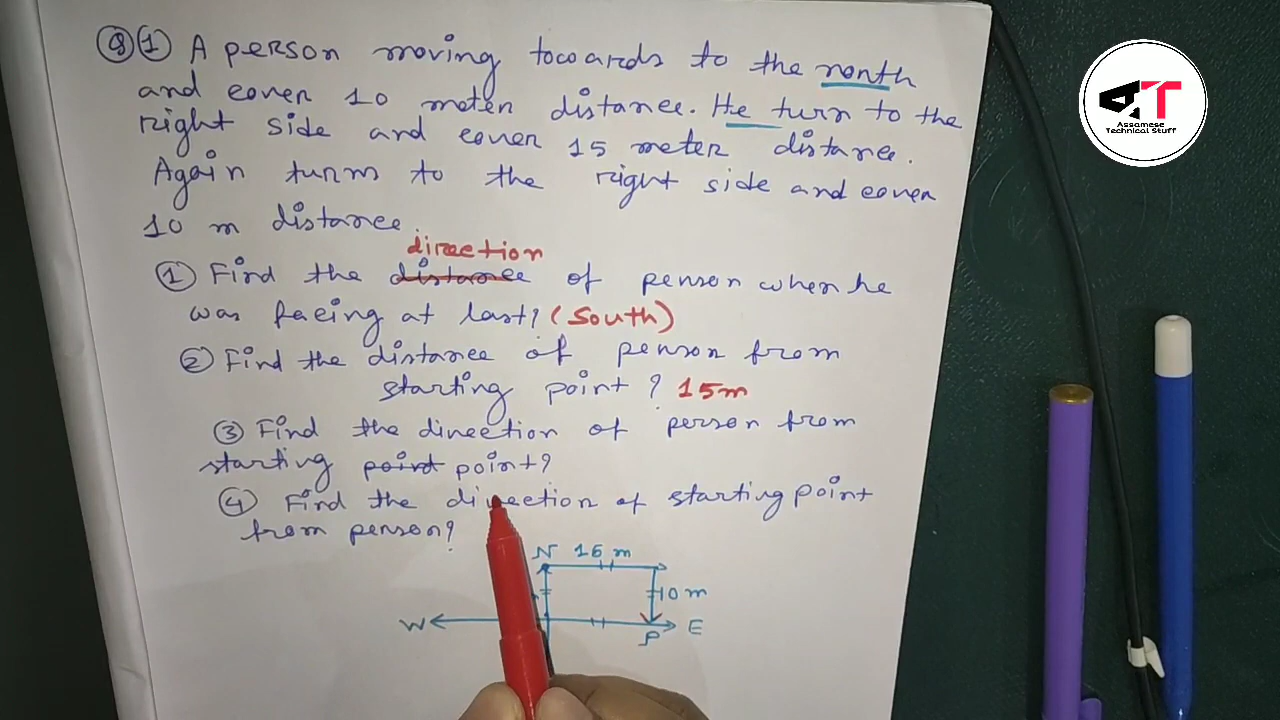 Q 1 A person moving towards to the north
and cover 10 meter distance. He turn to the
right side and cover 15 meter distance.
Again turns to the right side and cover
10 m distance.
direction
1 Find the distance of person when he
was facing at last? (South)
2 Find the distance of person from
starting point ? 15m
3 Find the direction of person from
starting point point?
4 Find the direction of starting point
from person?
N 15 m
10 m
W E
P
AT
Assamese
Technical Stuff